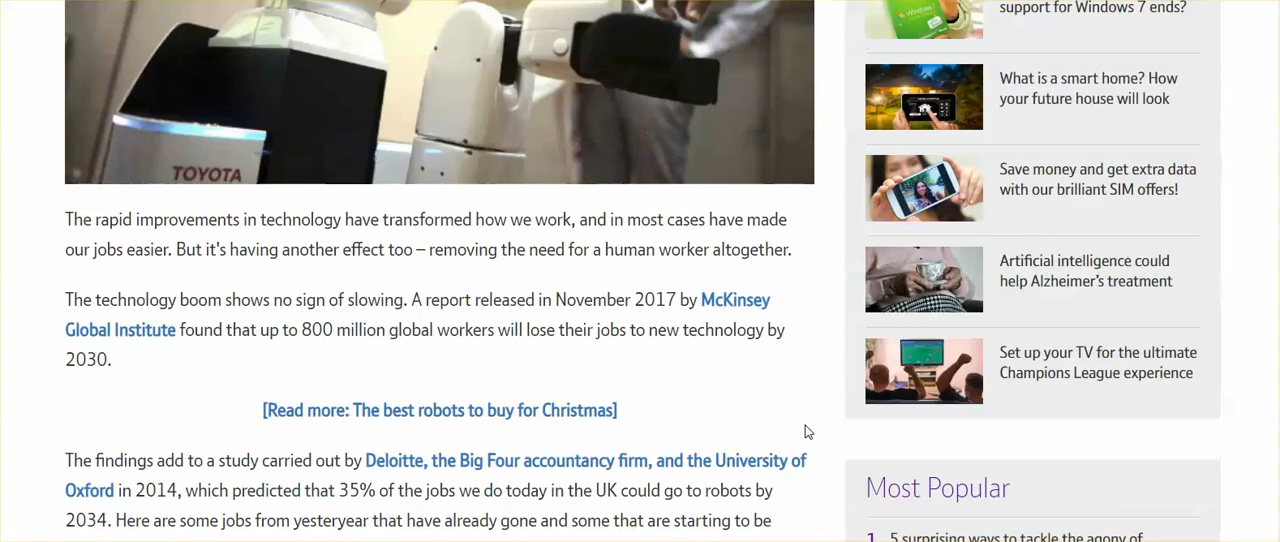 TOYOTA
The rapid improvements in technology have transformed how we work, and in most cases have made
our jobs easier. But it's having another effect too – removing the need for a human worker altogether.
The technology boom shows no sign of slowing. A report released in November 2017 by McKinsey
Global Institute found that up to 800 million global workers will lose their jobs to new technology by
2030.
[Read more: The best robots to buy for Christmas]
The findings add to a study carried out by Deloitte, the Big Four accountancy firm, and the University of
Oxford in 2014, which predicted that 35% of the jobs we do today in the UK could go to robots by
2034. Here are some jobs from yesteryear that have already gone and some that are starting to be
support for Windows 7 ends?
What is a smart home? How
your future house will look
Save money and get extra data
with our brilliant SIM offers!
Artificial intelligence could
help Alzheimer's treatment
Set up your TV for the ultimate
Champions League experience
Most Popular
1 5 surprising ways to tackle the agony of